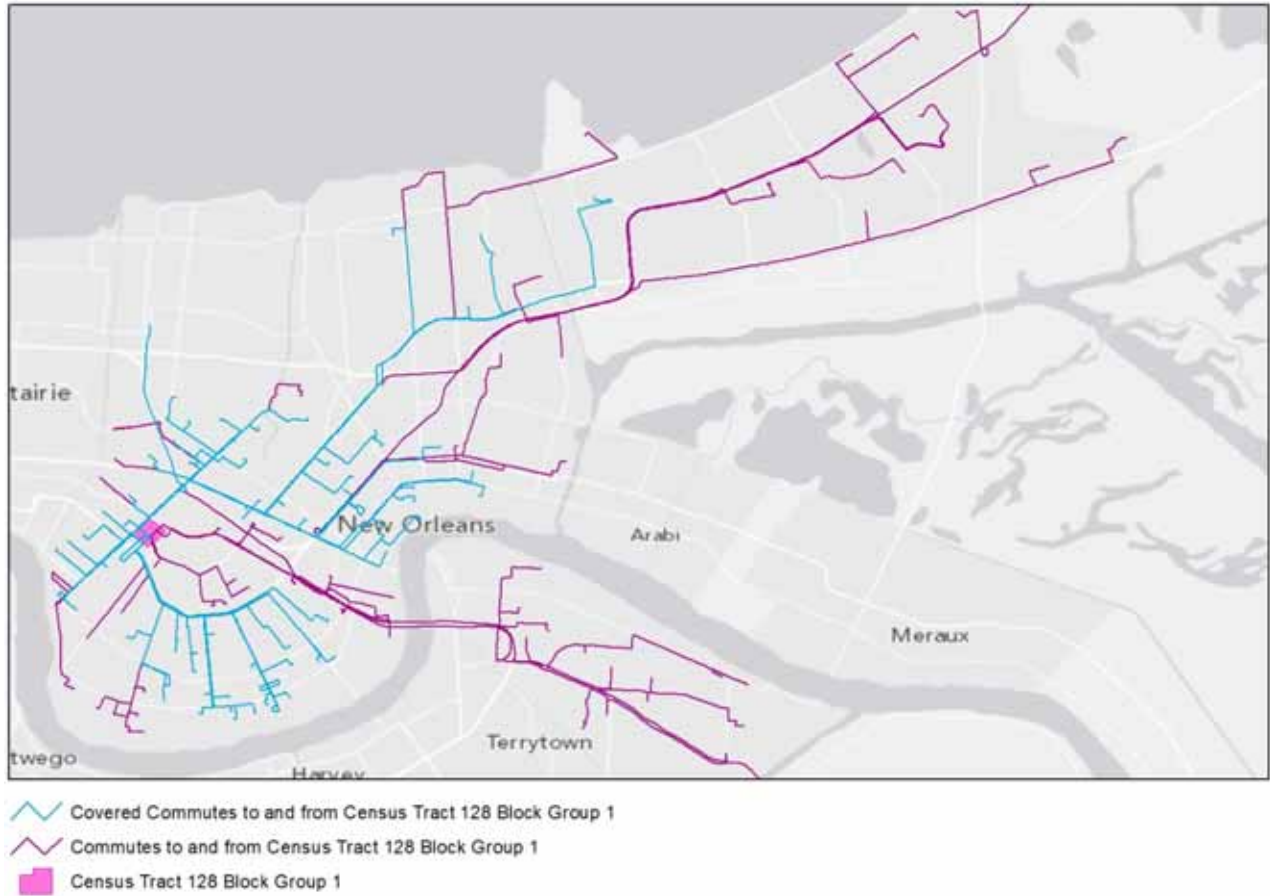 tairie
New Orleans
Arabi
Meraux
Terrytown
twego
Harvey
Covered Commutes to and from Census Tract 128 Block Group 1
Commutes to and from Census Tract 128 Block Group 1
Census Tract 128 Block Group 1